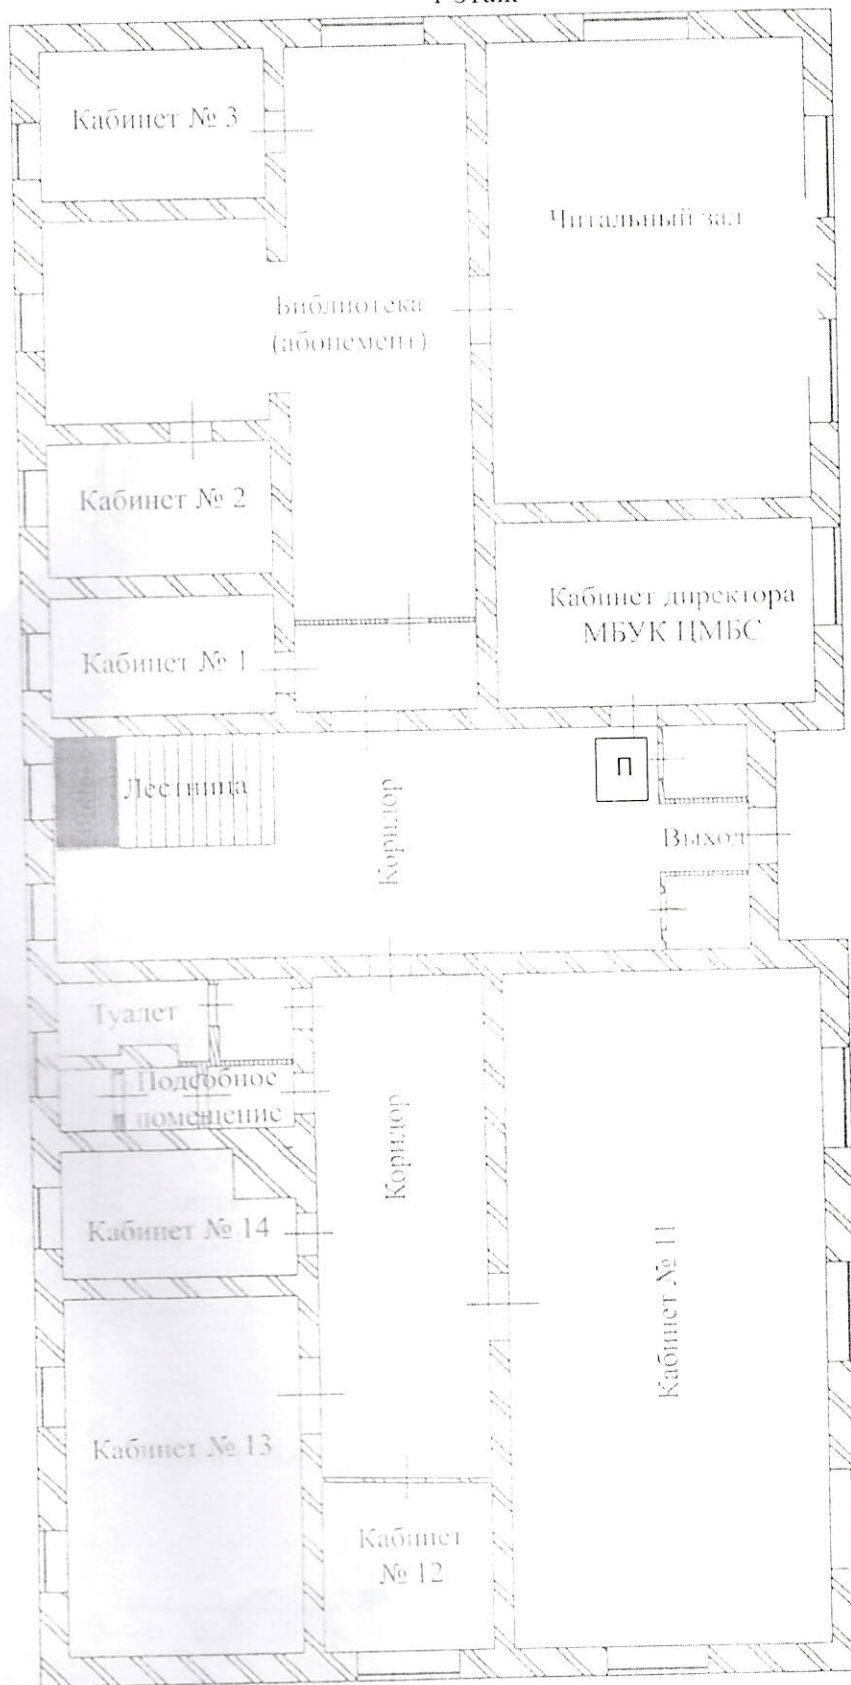 1 этаж
Кабинет № 3
Читальный зал
Библиотека
(абонемент)
Кабинет № 2
Кабинет директора
МБУК ЦМБС
Кабинет № 1
Лестница
Коридор
П
Выход
Туалет
Подсобное
помещение
Коридор
Кабинет № 14
Кабинет № 11
Кабинет № 13
Кабинет
№ 12